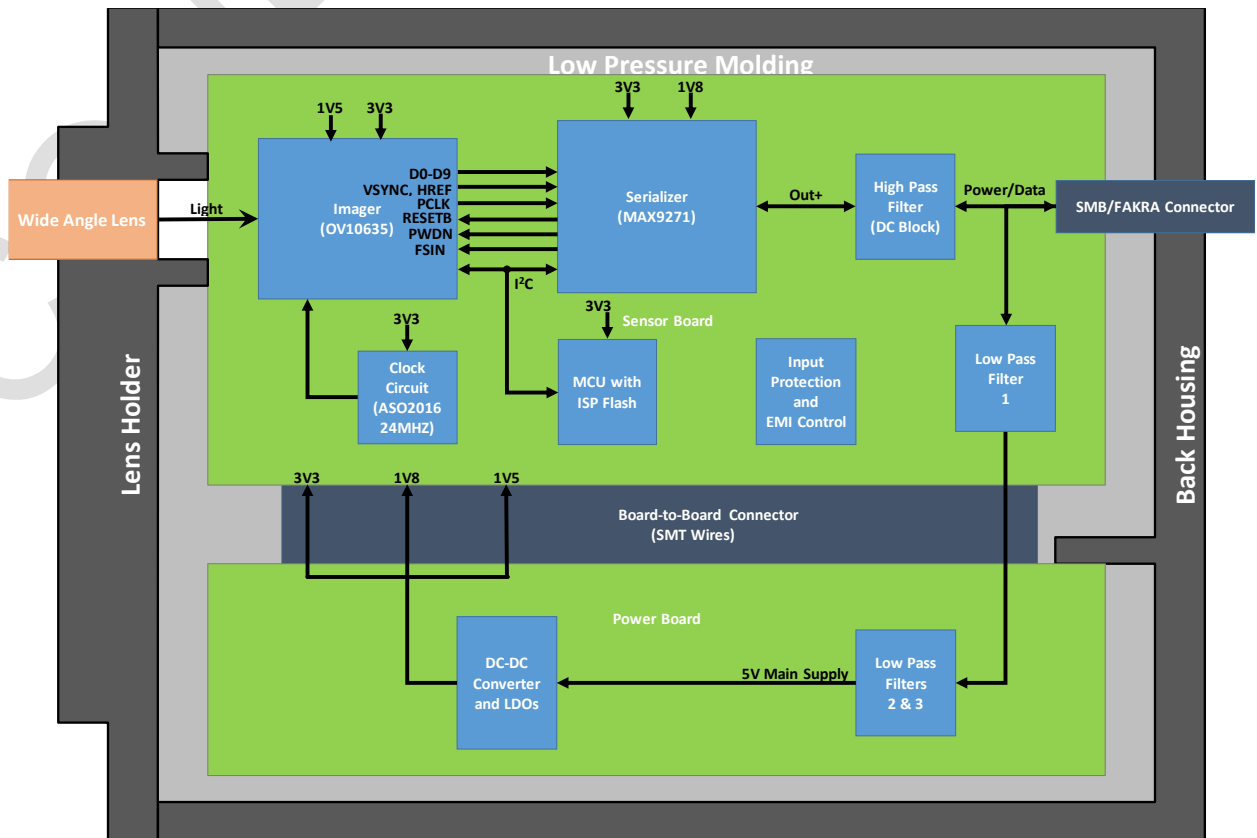 Low Pressure Molding
3V3
1V8
1V5
3V3
D0-D9
VSYNC, HREF
PCLK
RESETB
PWDN
FSIN
Imager
(OV10635)
Serializer
(MAX9271)
High Pass
Filter
(DC Block)
Out+
Power/Data
SMB/FAKRA Connector
Wide Angle Lens
Light
I²C
3V3
Sensor Board
3V3
Clock
Circuit
(ASO2016
24MHZ)
MCU with
ISP Flash
Input
Protection
and
EMI Control
Low Pass
Filter
1
Lens Holder
Back Housing
3V3
1V8
1V5
Board-to-Board Connector
(SMT Wires)
Power Board
DC-DC
Converter
and LDOs
5V Main Supply
Low Pass
Filters
2 & 3